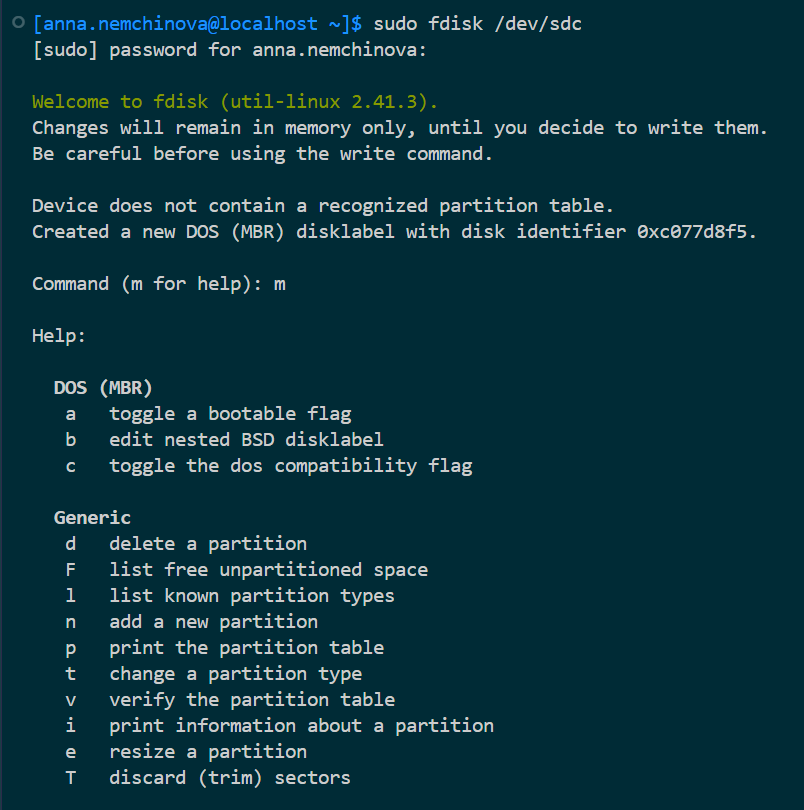 [anna.nemchinova@localhost ~]$ sudo fdisk /dev/sdc
[sudo] password for anna.nemchinova:
Welcome to fdisk (util-linux 2.41.3).
Changes will remain in memory only, until you decide to write them.
Be careful before using the write command.
Device does not contain a recognized partition table.
Created a new DOS (MBR) disklabel with disk identifier 0xc077d8f5.
Command (m for help): m
Help:
DOS (MBR)
a   toggle a bootable flag
b   edit nested BSD disklabel
c   toggle the dos compatibility flag
Generic
d   delete a partition
F   list free unpartitioned space
l   list known partition types
n   add a new partition
p   print the partition table
t   change a partition type
v   verify the partition table
i   print information about a partition
e   resize a partition
T   discard (trim) sectors